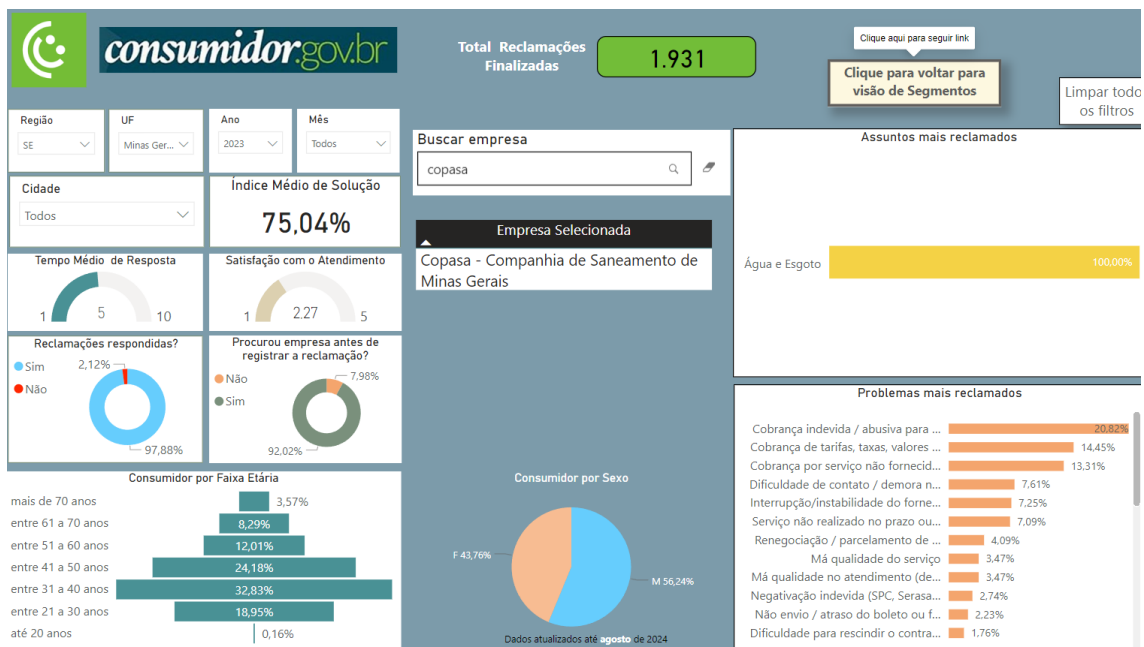 consumidor.gov.br
Total Reclamações
Finalizadas
1.931
Clique aqui para seguir link
Clique para voltar para
visão de Segmentos
Limpar todo
os filtros
Região
SE
UF
Minas Ger...
Ano
2023
Mês
Todos
Cidade
Todos
Índice Médio de Solução
75,04%
Buscar empresa
copasa
Empresa Selecionada
Copasa - Companhia de Saneamento de
Minas Gerais
Tempo Médio de Resposta
1
5
10
Satisfação com o Atendimento
1
2.27
5
Reclamações respondidas?
Sim
Não
2,12%
97,88%
Procurou empresa antes de
registrar a reclamação?
Não
Sim
7,98%
92,02%
Consumidor por Faixa Etária
mais de 70 anos 3,57%
entre 61 a 70 anos 8,29%
entre 51 a 60 anos 12,01%
entre 41 a 50 anos 24,18%
entre 31 a 40 anos 32,83%
entre 21 a 30 anos 18,95%
até 20 anos 0,16%
Consumidor por Sexo
F 43,76%
M 56,24%
Dados atualizados até agosto de 2024
Assuntos mais reclamados
Água e Esgoto 100,00%
Problemas mais reclamados
Cobrança indevida / abusiva para ... 20,82%
Cobrança de tarifas, taxas, valores ... 14,45%
Cobrança por serviço não fornecid... 13,31%
Dificuldade de contato / demora n... 7,61%
Interrupção/instabilidade do forne... 7,25%
Serviço não realizado no prazo ou... 7,09%
Renegociação / parcelamento de ... 4,09%
Má qualidade do serviço 3,47%
Má qualidade no atendimento (de... 3,47%
Negativação indevida (SPC, Serasa... 2,74%
Não envio / atraso do boleto ou f... 2,23%
Dificuldade para rescindir o contra... 1,76%